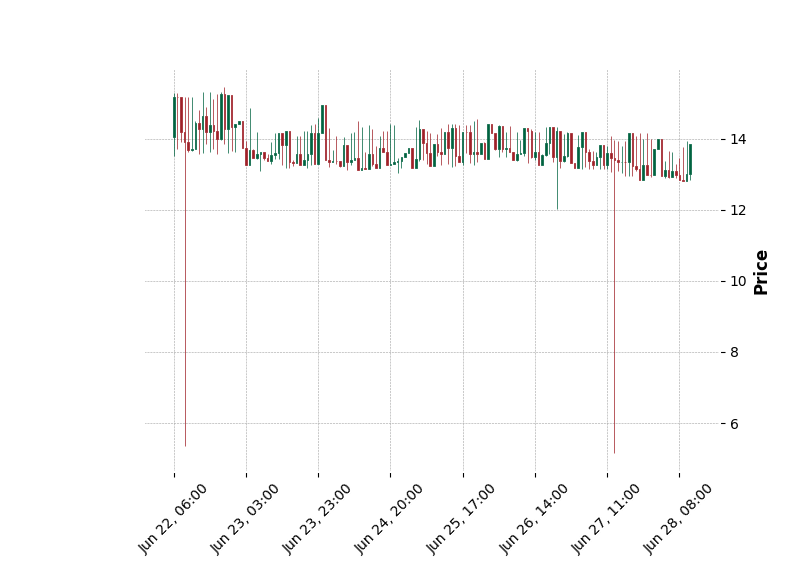 14
12
10
8
6
Price
Jun 22, 06:00
Jun 23, 03:00
Jun 23, 23:00
Jun 24, 20:00
Jun 25, 17:00
Jun 26, 14:00
Jun 27, 11:00
Jun 28, 08:00